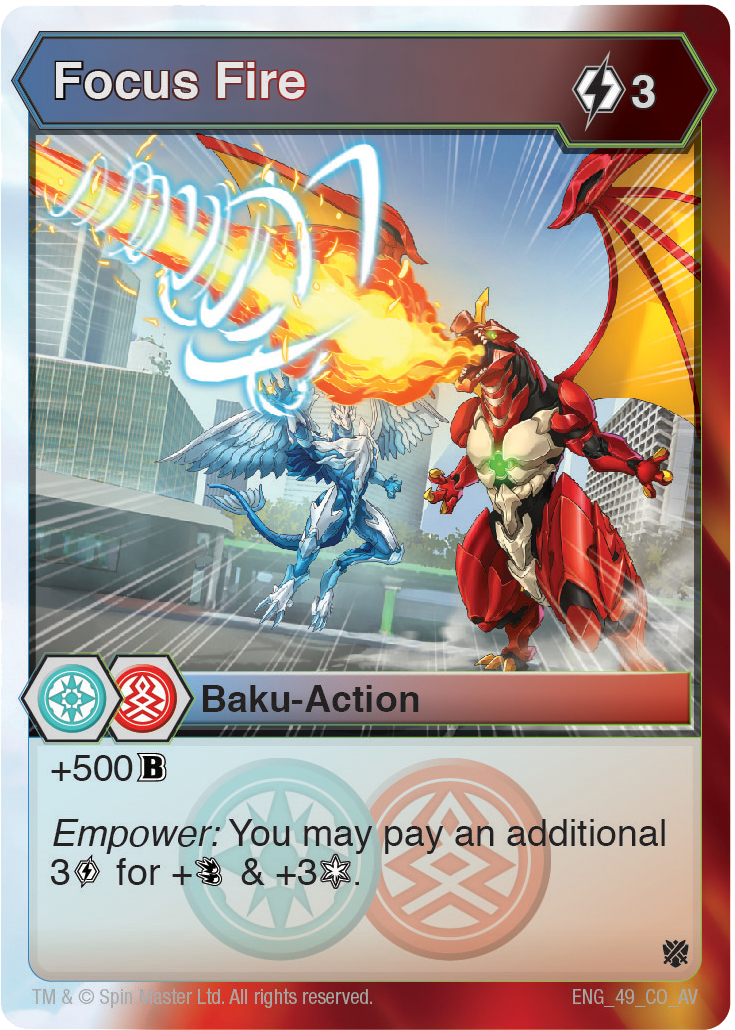 Focus Fire
3
Baku-Action
+500B
Empower: You may pay an additional
3 for + & +3.
TM & © Spin Master Ltd. All rights reserved.
ENG_49_CO_AV